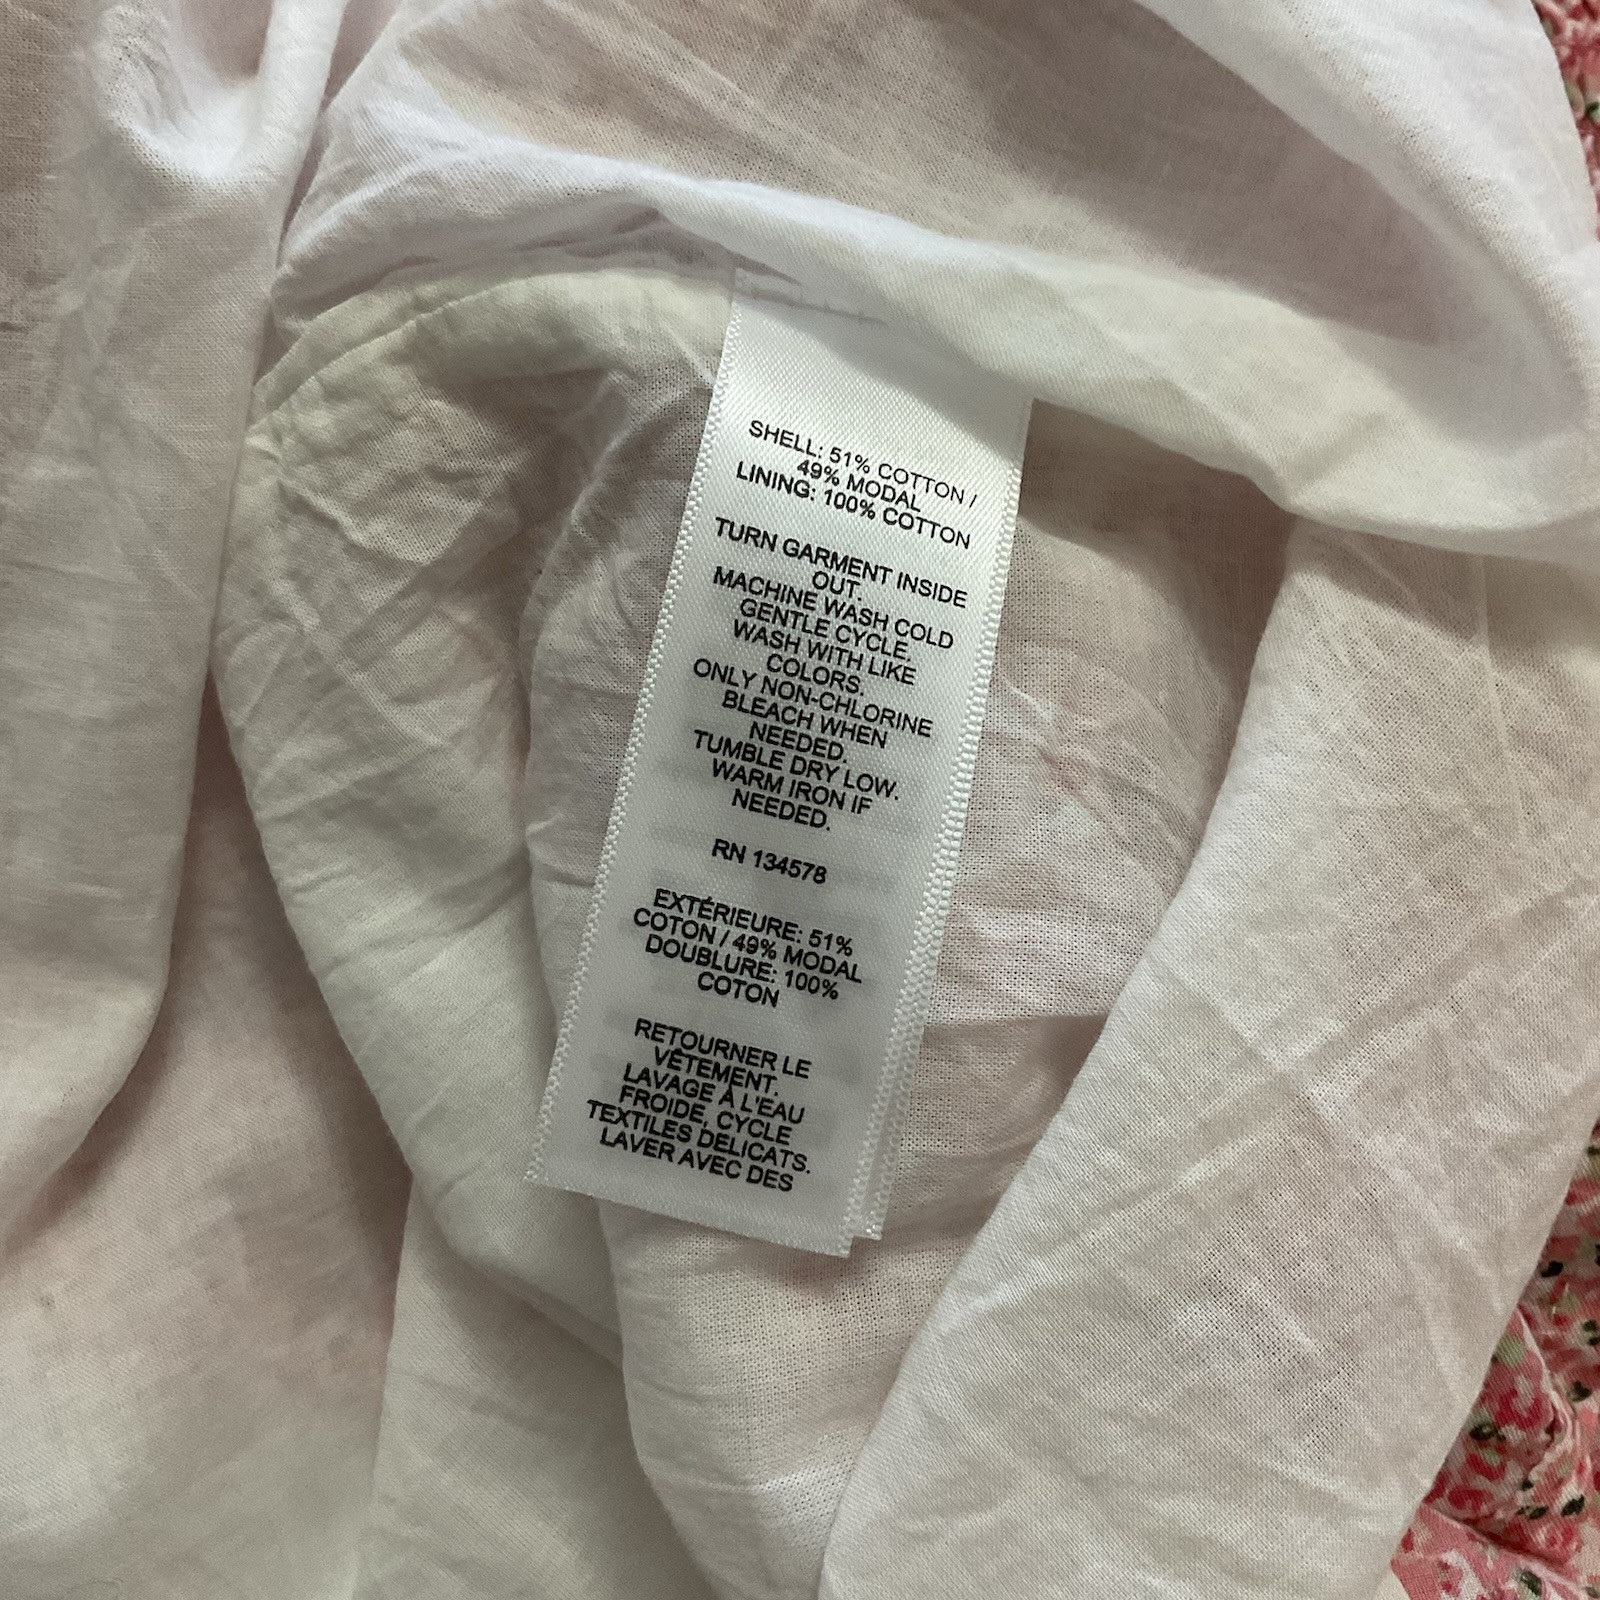 SHELL: 51% COTTON /
49% MODAL
LINING: 100% COTTON
TURN GARMENT INSIDE
OUT.
MACHINE WASH COLD
GENTLE CYCLE.
WASH WITH LIKE
COLORS.
ONLY NON-CHLORINE
BLEACH WHEN
NEEDED.
TUMBLE DRY LOW.
WARM IRON IF
NEEDED.
RN 134578
EXTÉRIEURE: 51%
COTON / 49% MODAL
DOUBLURE: 100%
COTON
RETOURNER LE
VÊTEMENT.
LAVAGE À L'EAU
FROIDE, CYCLE
TEXTILES DÉLICATS.
LAVER AVEC DES